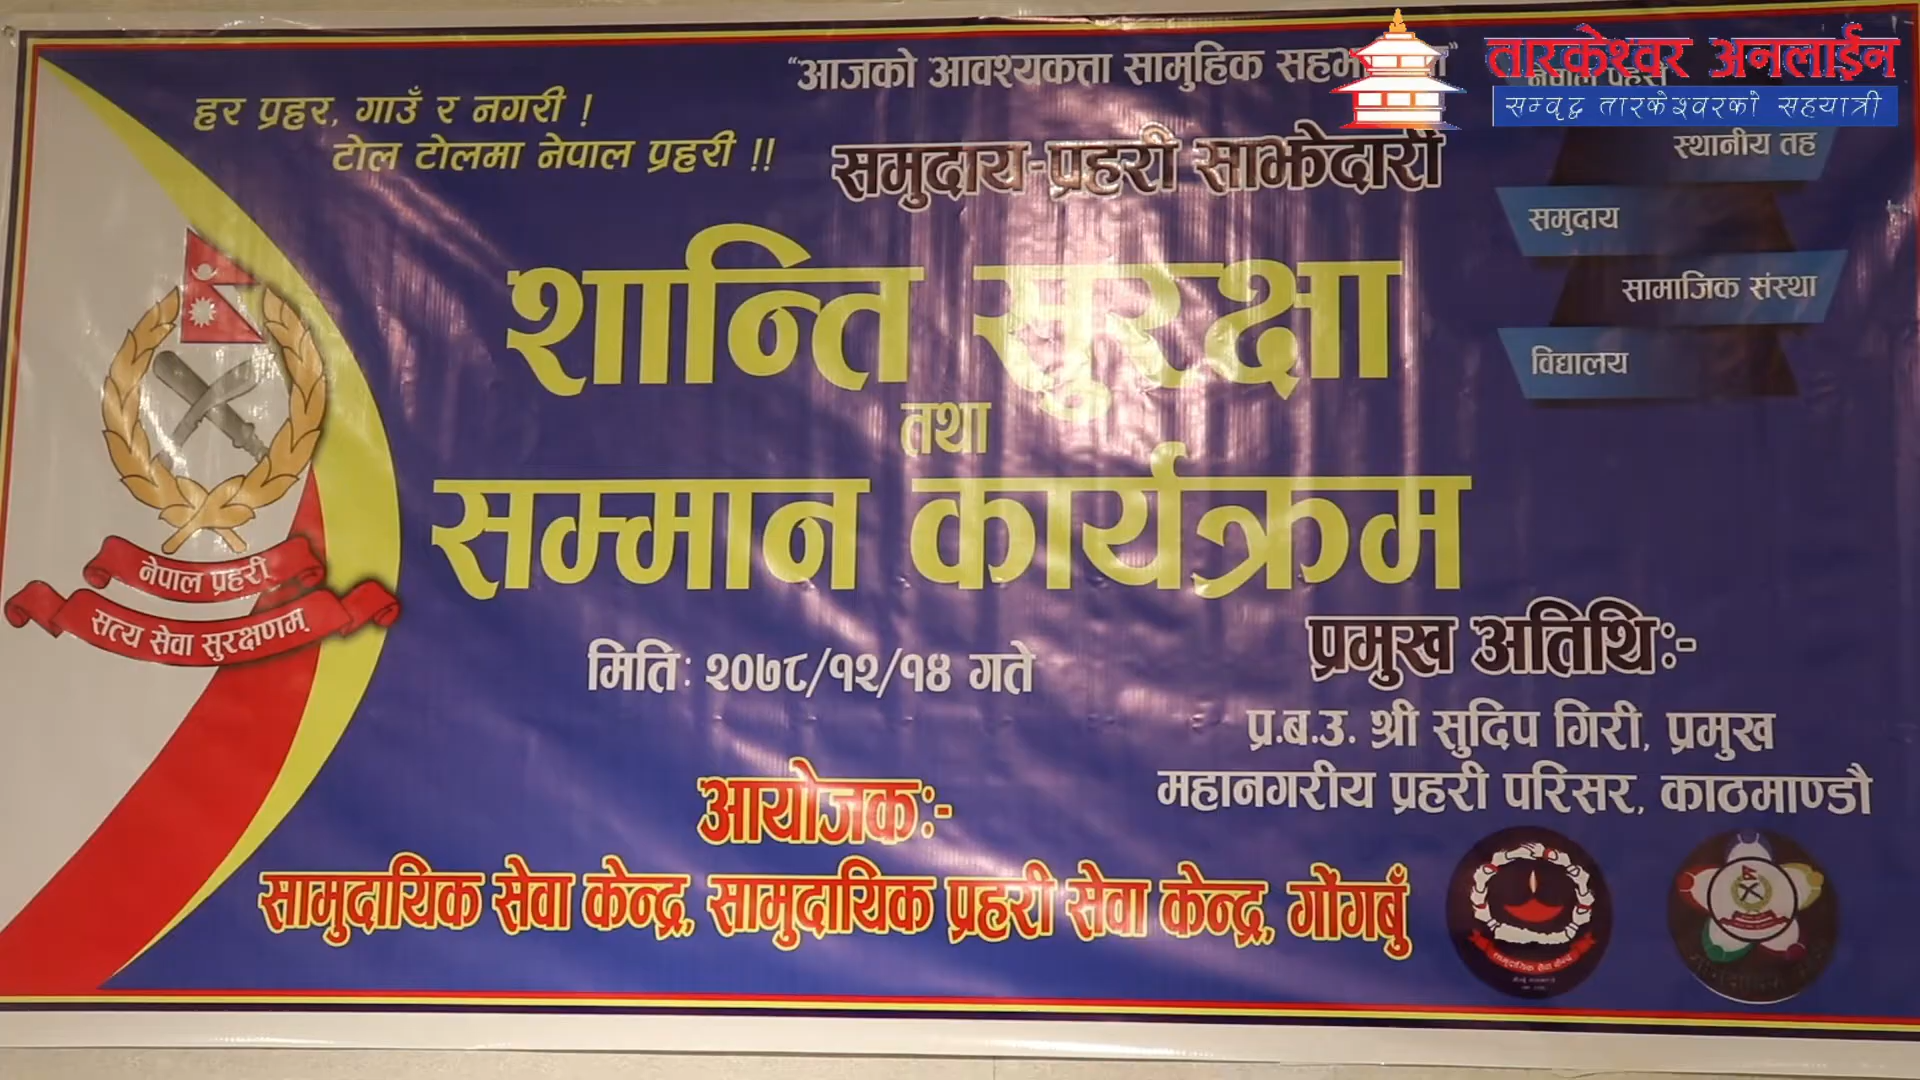 "आजको आवश्यकत्ता सामुहिक
तारकेश्वर अनलाईन
सम्वृद्ध तारकेश्वरको सहयात्री
हर प्रहर, गाउँ र नगरी !
टोल टोलमा नेपाल प्रहरी !!
समुदाय-प्रहरी साझेदारी
नेपाल प्रहरी
स्थानीय तह
समुदाय
सामाजिक संस्था
विद्यालय
शान्ति सुरक्षा
तथा
सम्मान कार्यक्रम
नेपाल प्रहरी
सत्य सेवा सुरक्षणम्
मिति: २०७८/१२/१४ गते
प्रमुख अतिथि:-
प्र.ब.उ. श्री सुदिप गिरी, प्रमुख
महानगरीय प्रहरी परिसर, काठमाण्डौ
आयोजक:-
सामुदायिक सेवा केन्द्र, सामुदायिक प्रहरी सेवा केन्द्र, गोंगबुँ
सामुदायिक सेवा केन्द्र